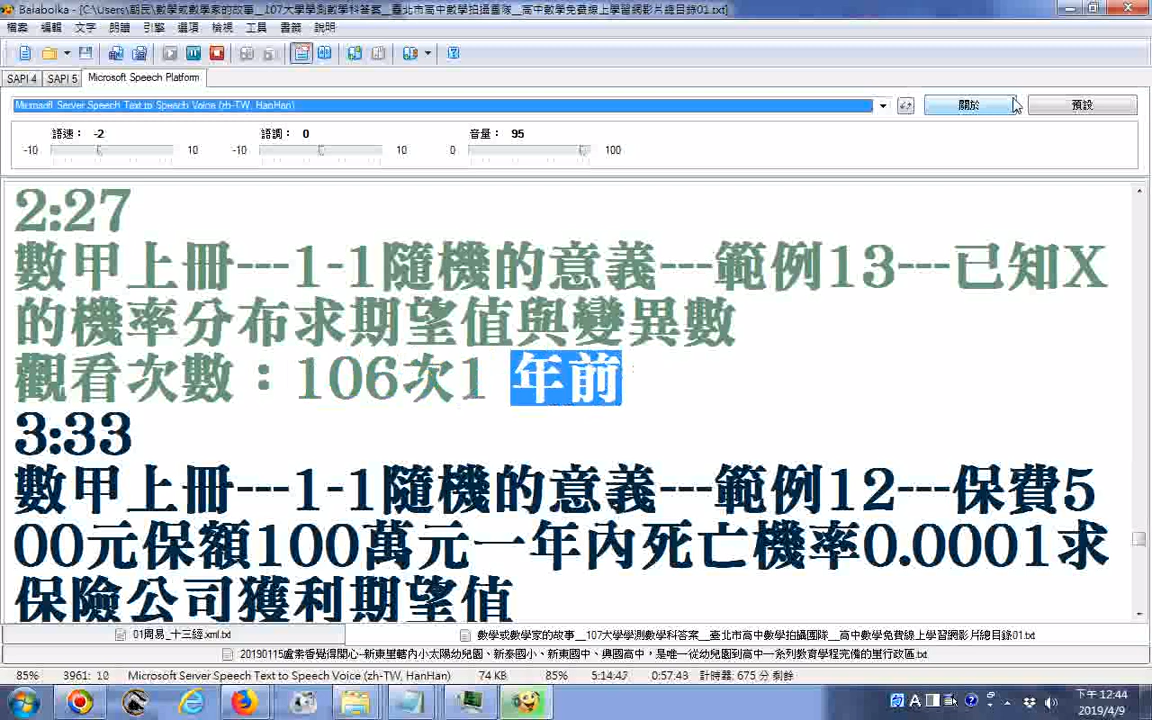 Balabolka - [C:\Users\朝民\數學或數學家的故事__107大學學測數學科答案__臺北市高中數學拍攝團隊__高中數學免費線上學習網影片總目錄01.txt]
檔案 編輯 文字 朗讀 引擎 選項 檢視 工具 書籤 說明
SAPI 4 SAPI 5 Microsoft Speech Platform
Microsoft Server Speech Text to Speech Voice (zh-TW, HanHan) 關於 預設
語速： -2 語調： 0 音量： 95
-10 10 -10 10 0 100
2:27
數甲上冊---1-1隨機的意義---範例13---已知X
的機率分布求期望值與變異數
觀看次數：106次1 年前
3:33
數甲上冊---1-1隨機的意義---範例12---保費5
00元保額100萬元一年內死亡機率0.0001求
保險公司獲利期望值
01周易_十三經.xml.txt 數學或數學家的故事__107大學學測數學科答案__臺北市高中數學拍攝團隊__高中數學免費線上學習網影片總目錄01.txt
20190115盧素香覺得開心--新東里轄內小太陽幼兒園、新泰國小、新東國中、興國高中，是唯一從幼兒園到高中一系列教育學程完備的里行政區.txt
85% 3961: 10 Microsoft Server Speech Text to Speech Voice (zh-TW, HanHan) 74 KB 85% 5:14:47 0:57:43 計時器: 675 分 剩餘
下午 12:44
2019/4/9